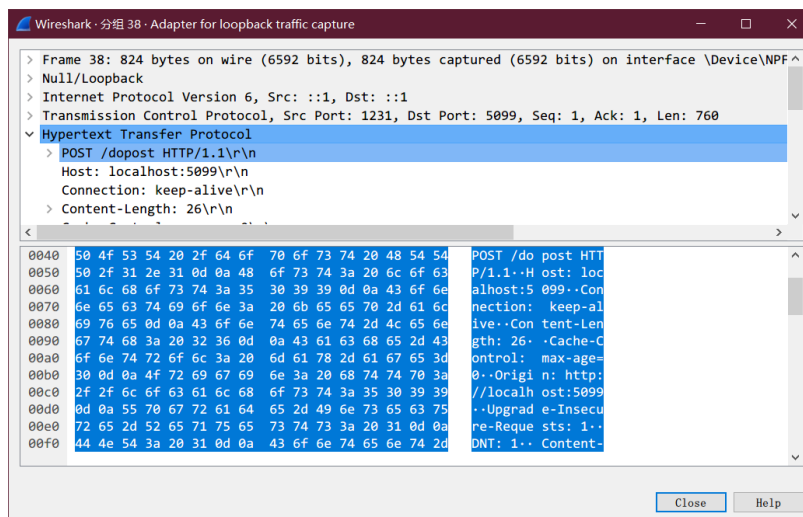 Wireshark · 分组 38 · Adapter for loopback traffic capture
> Frame 38: 824 bytes on wire (6592 bits), 824 bytes captured (6592 bits) on interface \Device\NPF
> Null/Loopback
> Internet Protocol Version 6, Src: ::1, Dst: ::1
> Transmission Control Protocol, Src Port: 1231, Dst Port: 5099, Seq: 1, Ack: 1, Len: 760
Hypertext Transfer Protocol
> POST /dopost HTTP/1.1\r\n
Host: localhost:5099\r\n
Connection: keep-alive\r\n
> Content-Length: 26\r\n
0040 50 4f 53 54 20 2f 64 6f 70 6f 73 74 20 48 54 54 POST /do post HTT
0050 50 2f 31 2e 31 0d 0a 48 6f 73 74 3a 20 6c 6f 63 P/1.1··H ost: loc
0060 61 6c 68 6f 73 74 3a 35 30 39 39 0d 0a 43 6f 6e alhost:5 099··Con
0070 6e 65 63 74 69 6f 6e 3a 20 6b 65 65 70 2d 61 6c nection: keep-al
0080 69 76 65 0d 0a 43 6f 6e 74 65 6e 74 2d 4c 65 6e ive··Con tent-Len
0090 67 74 68 3a 20 32 36 0d 0a 43 61 63 68 65 2d 43 gth: 26· ·Cache-C
00a0 6f 6e 74 72 6f 6c 3a 20 6d 61 78 2d 61 67 65 3d ontrol: max-age=
00b0 30 0d 0a 4f 72 69 67 69 6e 3a 20 68 74 74 70 3a 0··Origi n: http:
00c0 2f 2f 6c 6f 63 61 6c 68 6f 73 74 3a 35 30 39 39 //localh ost:5099
00d0 0d 0a 55 70 67 72 61 64 65 2d 49 6e 73 65 63 75 ··Upgrad e-Insecu
00e0 72 65 2d 52 65 71 75 65 73 74 73 3a 20 31 0d 0a re-Reque sts: 1··
00f0 44 4e 54 3a 20 31 0d 0a 43 6f 6e 74 65 6e 74 2d DNT: 1·· Content-
Close Help